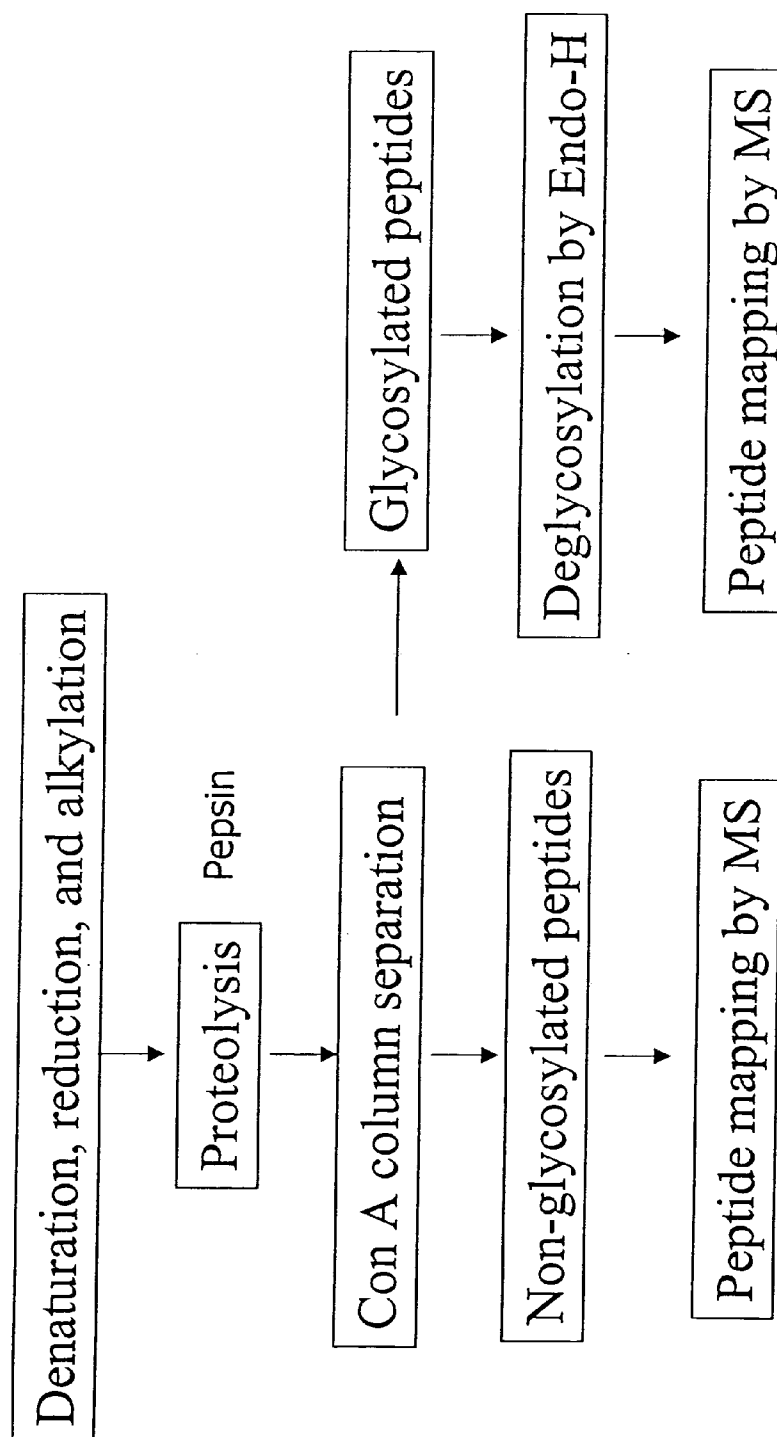 Denaturation, reduction, and alkylation
Proteolysis
Pepsin
Con A column separation
Glycosylated peptides
Non-glycosylated peptides
Deglycosylation by Endo-H
Peptide mapping by MS
Peptide mapping by MS